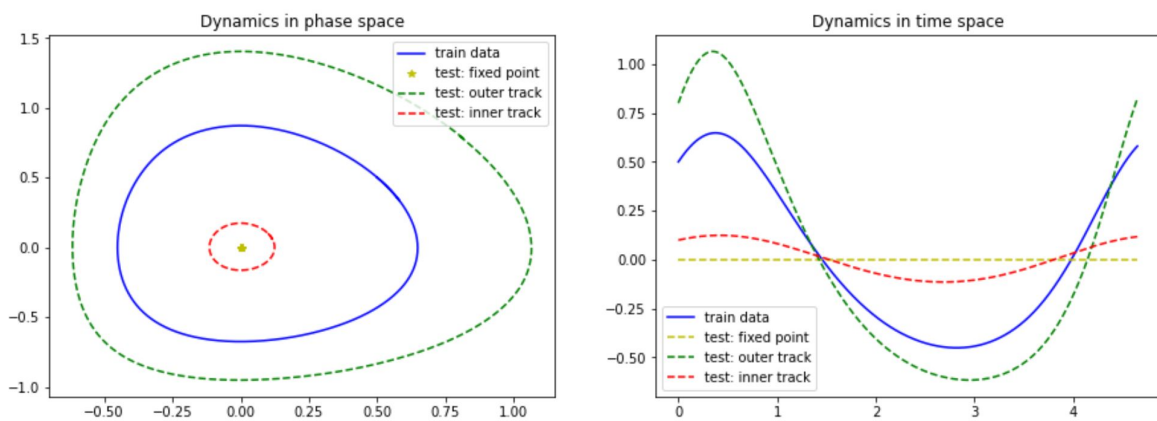 Dynamics in phase space
1.5
1.0
0.5
0.0
−0.5
−1.0
−0.50 −0.25 0.00 0.25 0.50 0.75 1.00
train data
test: fixed point
test: outer track
test: inner track
Dynamics in time space
1.00
0.75
0.50
0.25
0.00
−0.25
−0.50
0 1 2 3 4
train data
test: fixed point
test: outer track
test: inner track